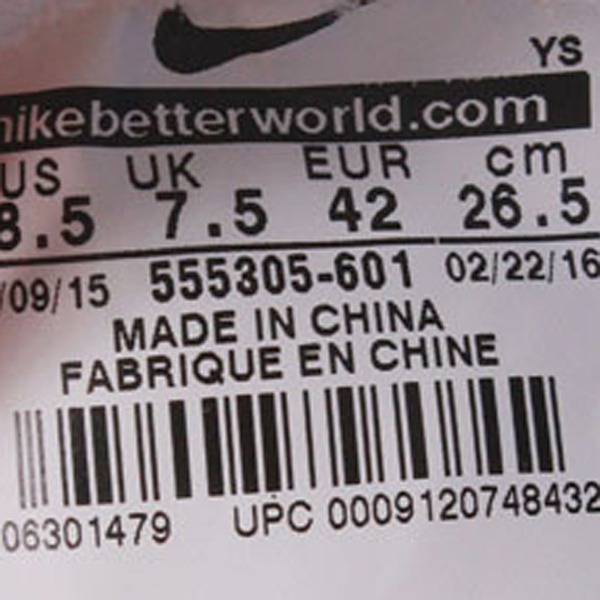 YS
nikebetterworld.com
US UK EUR cm
8.5 7.5 42 26.5
/09/15 555305-601 02/22/16
MADE IN CHINA
FABRIQUE EN CHINE
06301479 UPC 0009120748432